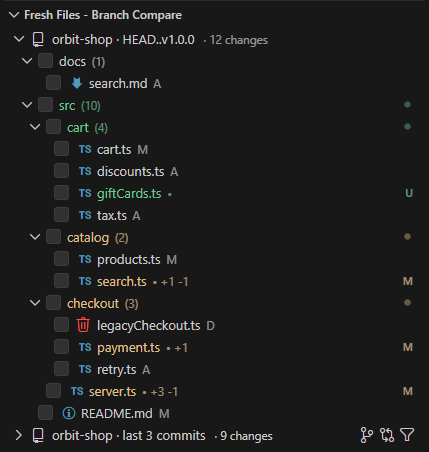 Fresh Files - Branch Compare
orbit-shop · HEAD..v1.0.0 · 12 changes
docs (1)
search.md A
src (10)
cart (4)
TS cart.ts M
TS discounts.ts A
TS giftCards.ts • U
TS tax.ts A
catalog (2)
TS products.ts M
TS search.ts • +1 -1 M
checkout (3)
legacyCheckout.ts D
TS payment.ts • +1 M
TS retry.ts A
TS server.ts • +3 -1 M
README.md M
orbit-shop · last 3 commits · 9 changes